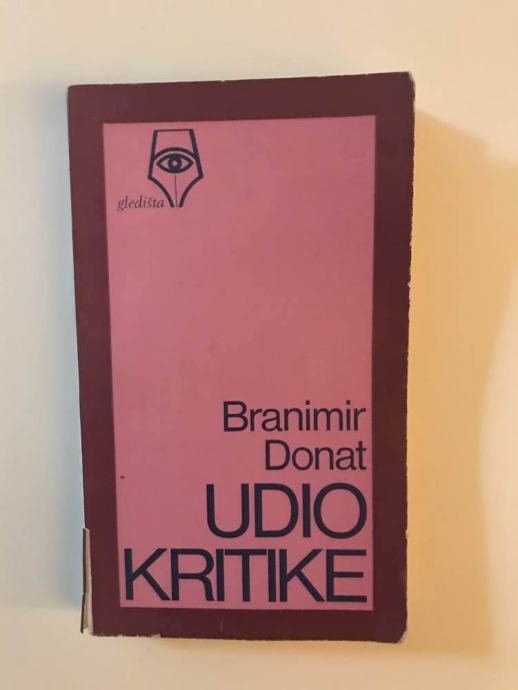 gledišta
Branimir
Donat
UDIO
KRITIKE